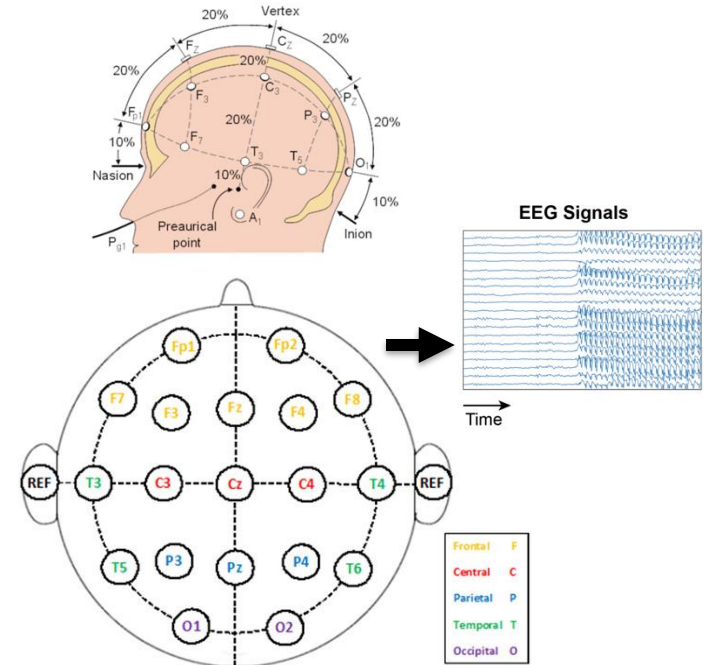 Vertex
20%
20%
Fz
Cz
20%
20%
20%
F3
C3
Pz
Fp1
P3
20%
20%
10%
F7
T3
T5
O1
Nasion
10%
10%
Preaurical
point
A1
Inion
Pg1
EEG Signals
Time
Fp1 Fp2
F7 F3 Fz F4 F8
REF T3 C3 Cz C4 T4 REF
T5 P3 Pz P4 T6
O1 O2
Frontal F
Central C
Parietal P
Temporal T
Occipital O